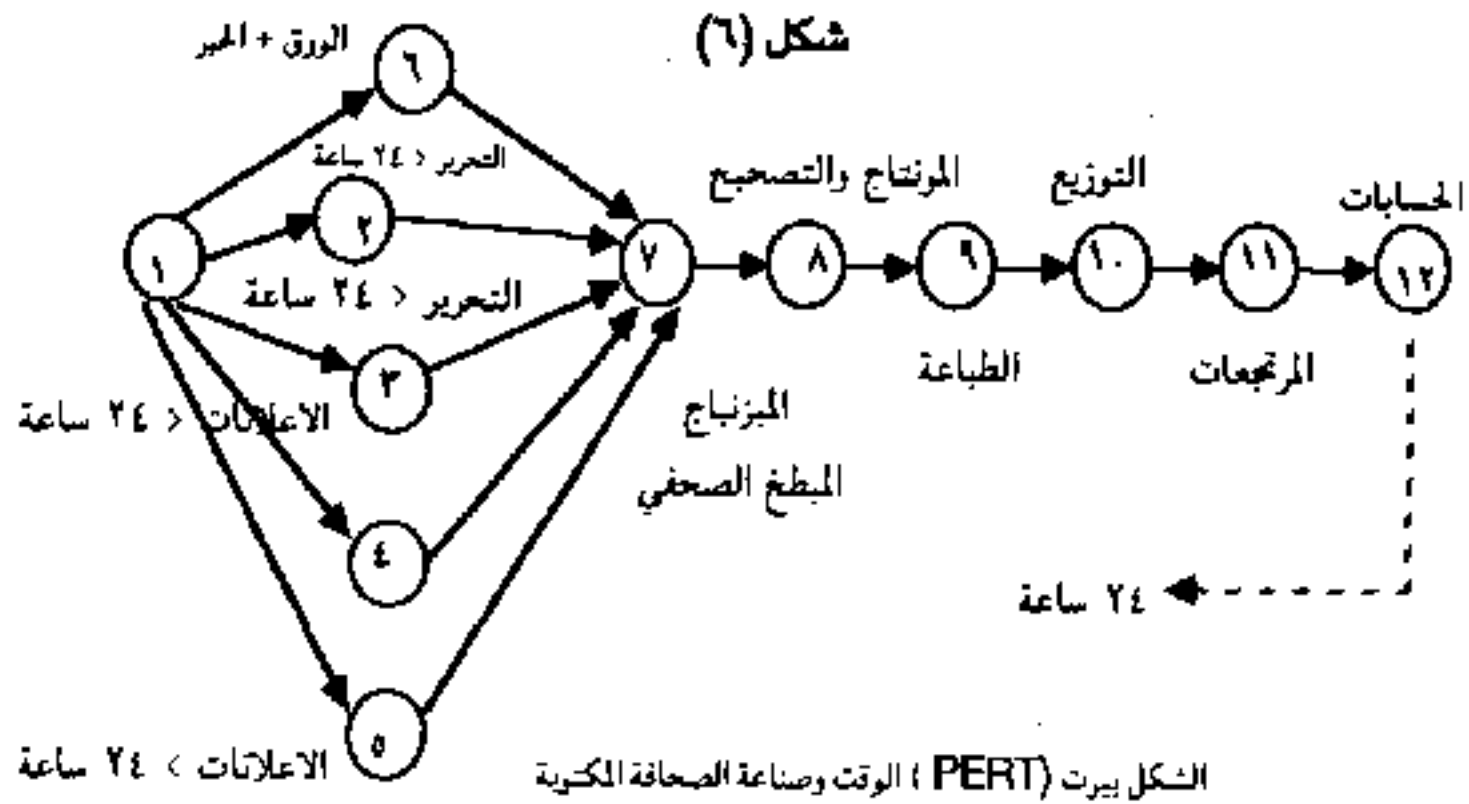 شكل (٦)
الورق + الحبر
٦
التحرير < ٢٤ ساعة
٢
١
التحرير < ٢٤ ساعة
٣
الاعلانات < ٢٤ ساعة
٤
الاعلانات > ٢٤ ساعة
٥
٧
الميزنباج
المبطغ الصحفي
المونتاج والتصحيح
٨
٩
الطباعة
التوزيع
١٠
١١
المرتجعات
الحسابات
١٢
٢٤ ساعة
الشكل بيرت (PERT) الوقت وصناعة الصحافة المكتوبة